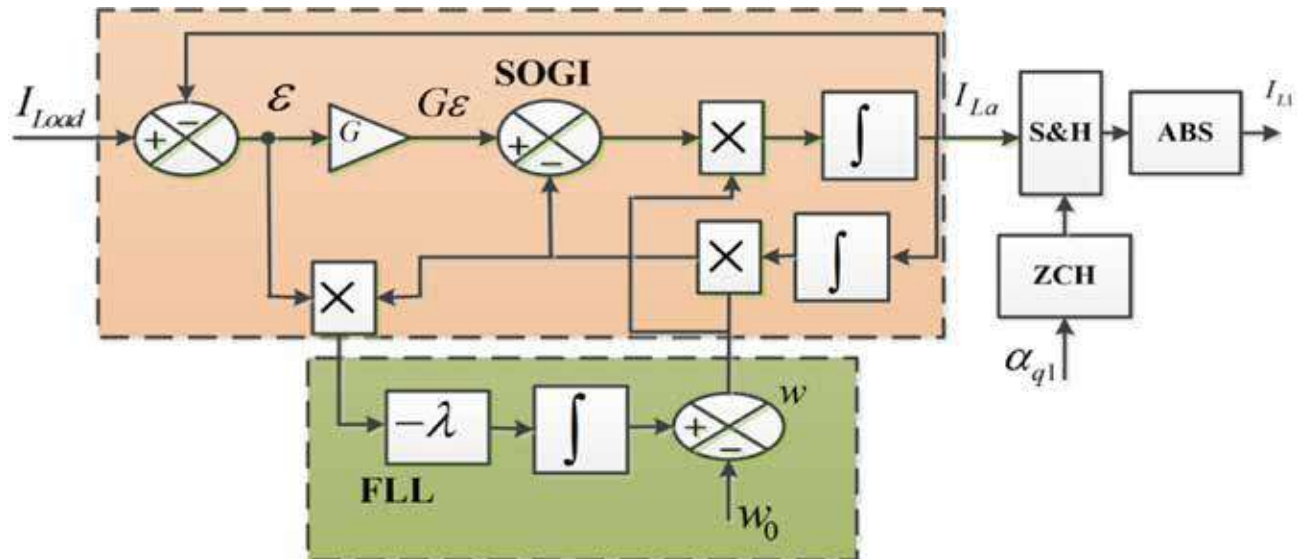 SOGI
I_Load
ε
G
Gε
+
−
+
−
×
∫
I_La
S&H
ABS
I_L1
×
×
∫
ZCH
α_q1
−λ
∫
+
−
w
FLL
w_0